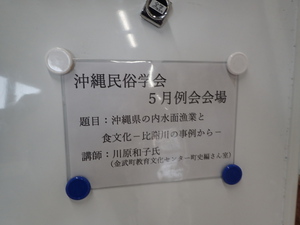 沖縄民俗学会
５月例会会場
題目：沖縄県の内水面漁業と
食文化－比謝川の事例から－
講師：川原和子氏
（金武町教育文化センター町史編さん室）